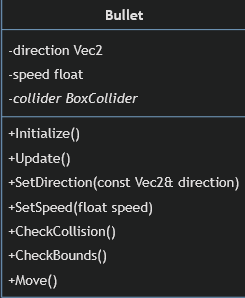 Bullet
-direction Vec2
-speed float
-collider BoxCollider
+Initialize()
+Update()
+SetDirection(const Vec2& direction)
+SetSpeed(float speed)
+CheckCollision()
+CheckBounds()
+Move()